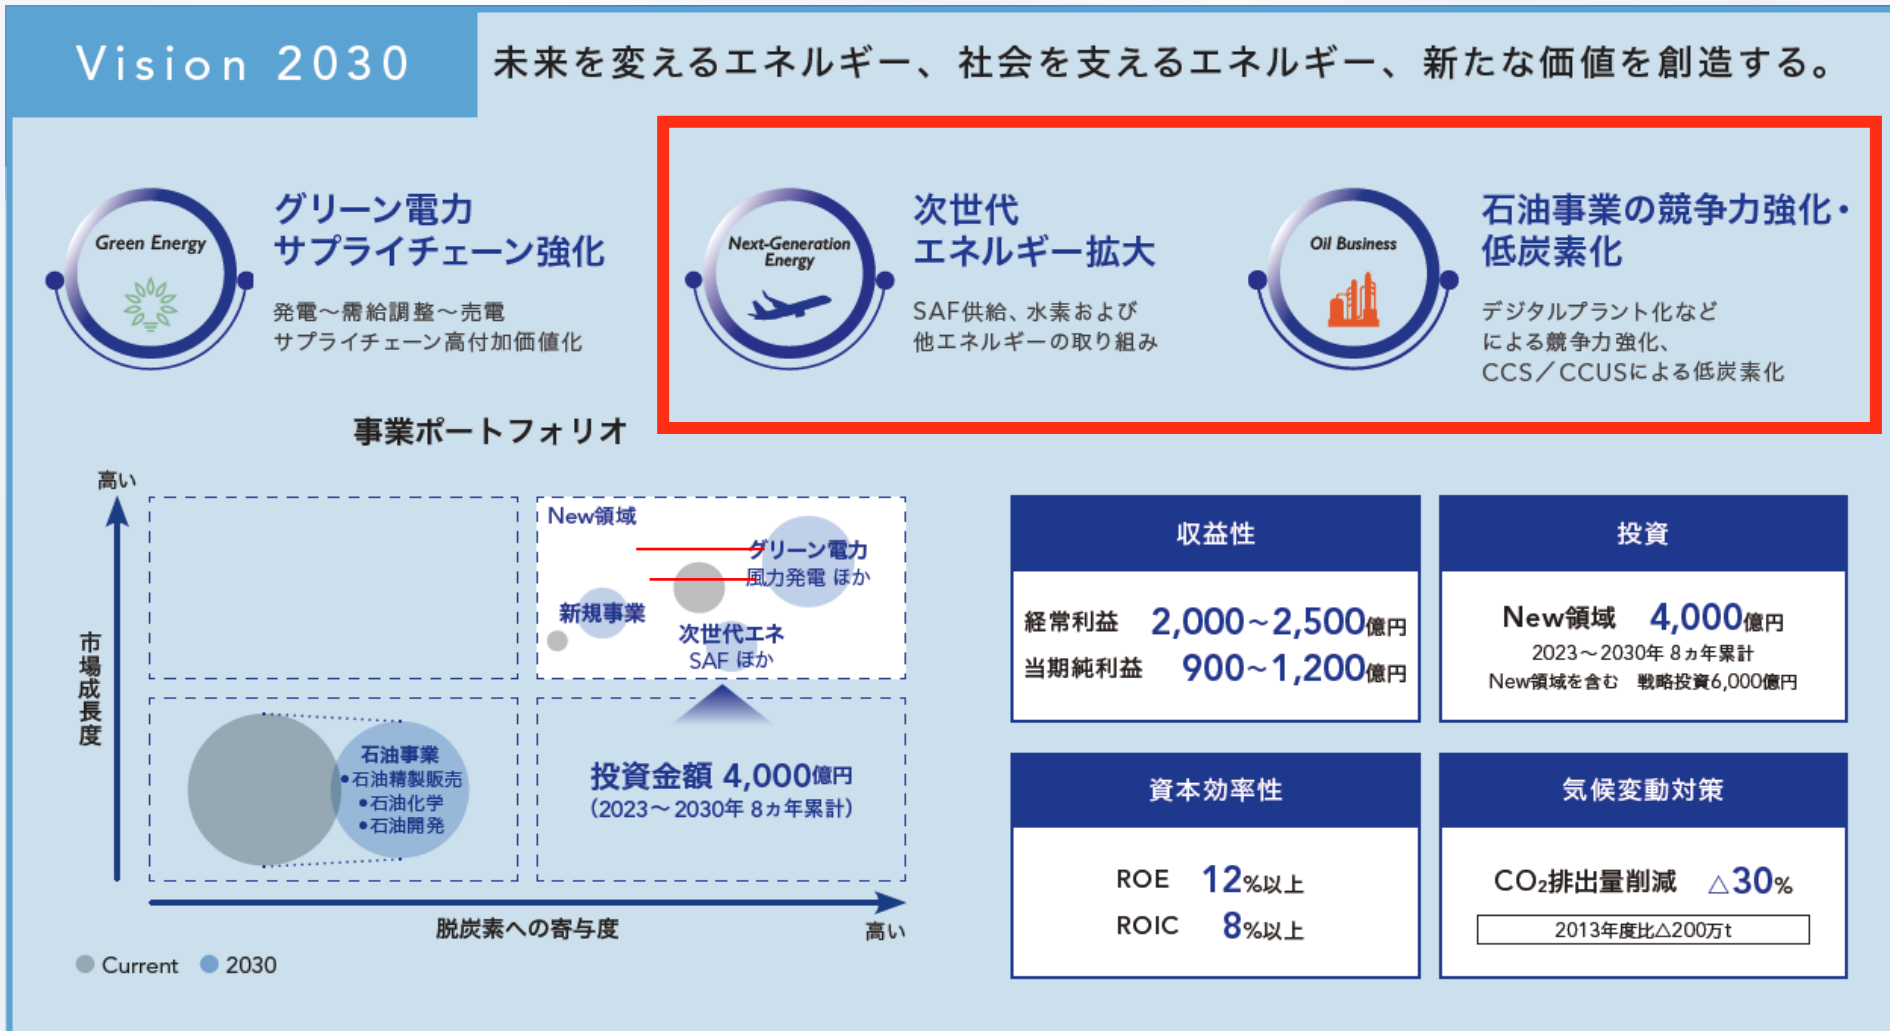 Vision 2030
未来を変えるエネルギー、社会を支えるエネルギー、新たな価値を創造する。
Green Energy
グリーン電力
サプライチェーン強化
発電～需給調整～売電
サプライチェーン高付加価値化
Next-Generation
Energy
次世代
エネルギー拡大
SAF供給、水素および
他エネルギーの取り組み
Oil Business
石油事業の競争力強化・
低炭素化
デジタルプラント化など
による競争力強化、
CCS／CCUSによる低炭素化
事業ポートフォリオ
高い
市場成長度
New領域
グリーン電力
風力発電 ほか
新規事業
次世代エネ
SAF ほか
石油事業
●石油精製販売
●石油化学
●石油開発
投資金額 4,000億円
（2023～2030年 8ヵ年累計）
脱炭素への寄与度
高い
Current
2030
収益性
経常利益 2,000～2,500億円
当期純利益 900～1,200億円
投資
New領域 4,000億円
2023～2030年 8ヵ年累計
New領域を含む 戦略投資6,000億円
資本効率性
ROE 12%以上
ROIC 8%以上
気候変動対策
CO₂排出量削減 △30%
2013年度比△200万t